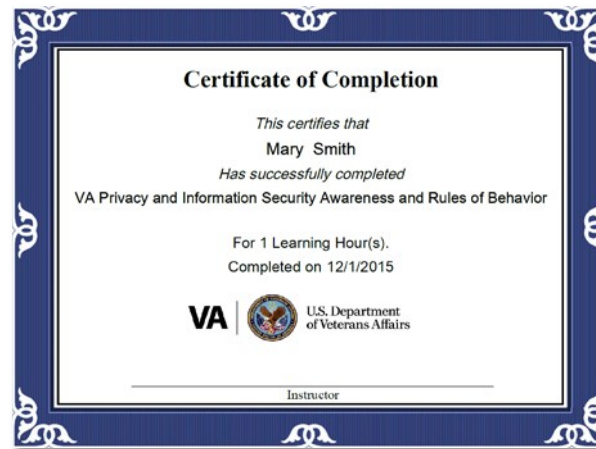 Certificate of Completion
This certifies that
Mary Smith
Has successfully completed
VA Privacy and Information Security Awareness and Rules of Behavior
For 1 Learning Hour(s).
Completed on 12/1/2015
VA
U.S. Department
of Veterans Affairs
Instructor